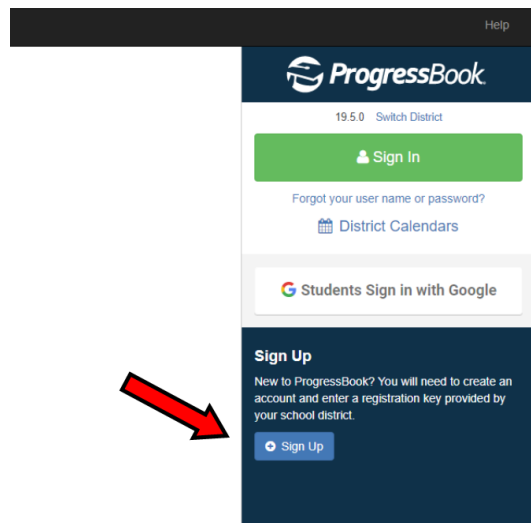 Help
ProgressBook
19.5.0 Switch District
Sign In
Forgot your user name or password?
District Calendars
Students Sign in with Google
Sign Up
New to ProgressBook? You will need to create an
account and enter a registration key provided by
your school district.
Sign Up